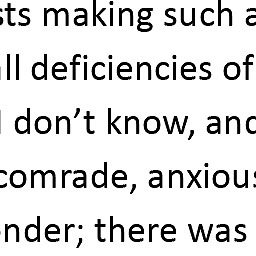 sts making such a
ll deficiencies of
I don’t know, and
comrade, anxious
nder; there was